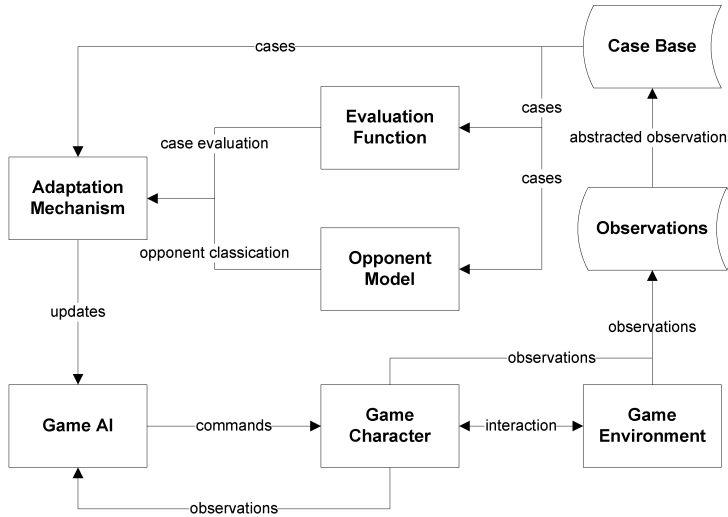 cases
Case Base
Evaluation
Function
cases
abstracted observation
case evaluation
Adaptation
Mechanism
cases
Observations
opponent classication
Opponent
Model
updates
observations
observations
Game AI
commands
Game
Character
interaction
Game
Environment
observations